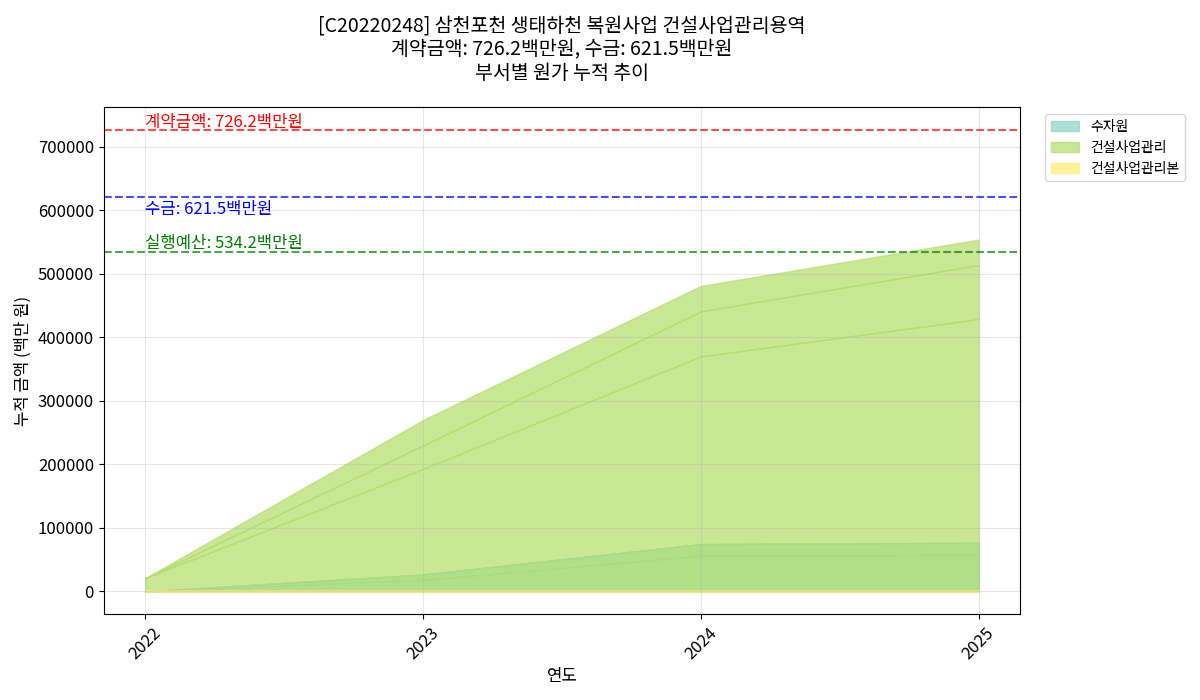 [C20220248] 삼천포천 생태하천 복원사업 건설사업관리용역
계약금액: 726.2백만원, 수금: 621.5백만원
부서별 원가 누적 추이
계약금액: 726.2백만원
수금: 621.5백만원
실행예산: 534.2백만원
수자원
건설사업관리
건설사업관리본
누적 금액 (백만 원)
700000
600000
500000
400000
300000
200000
100000
0
2022
2023
2024
2025
연도